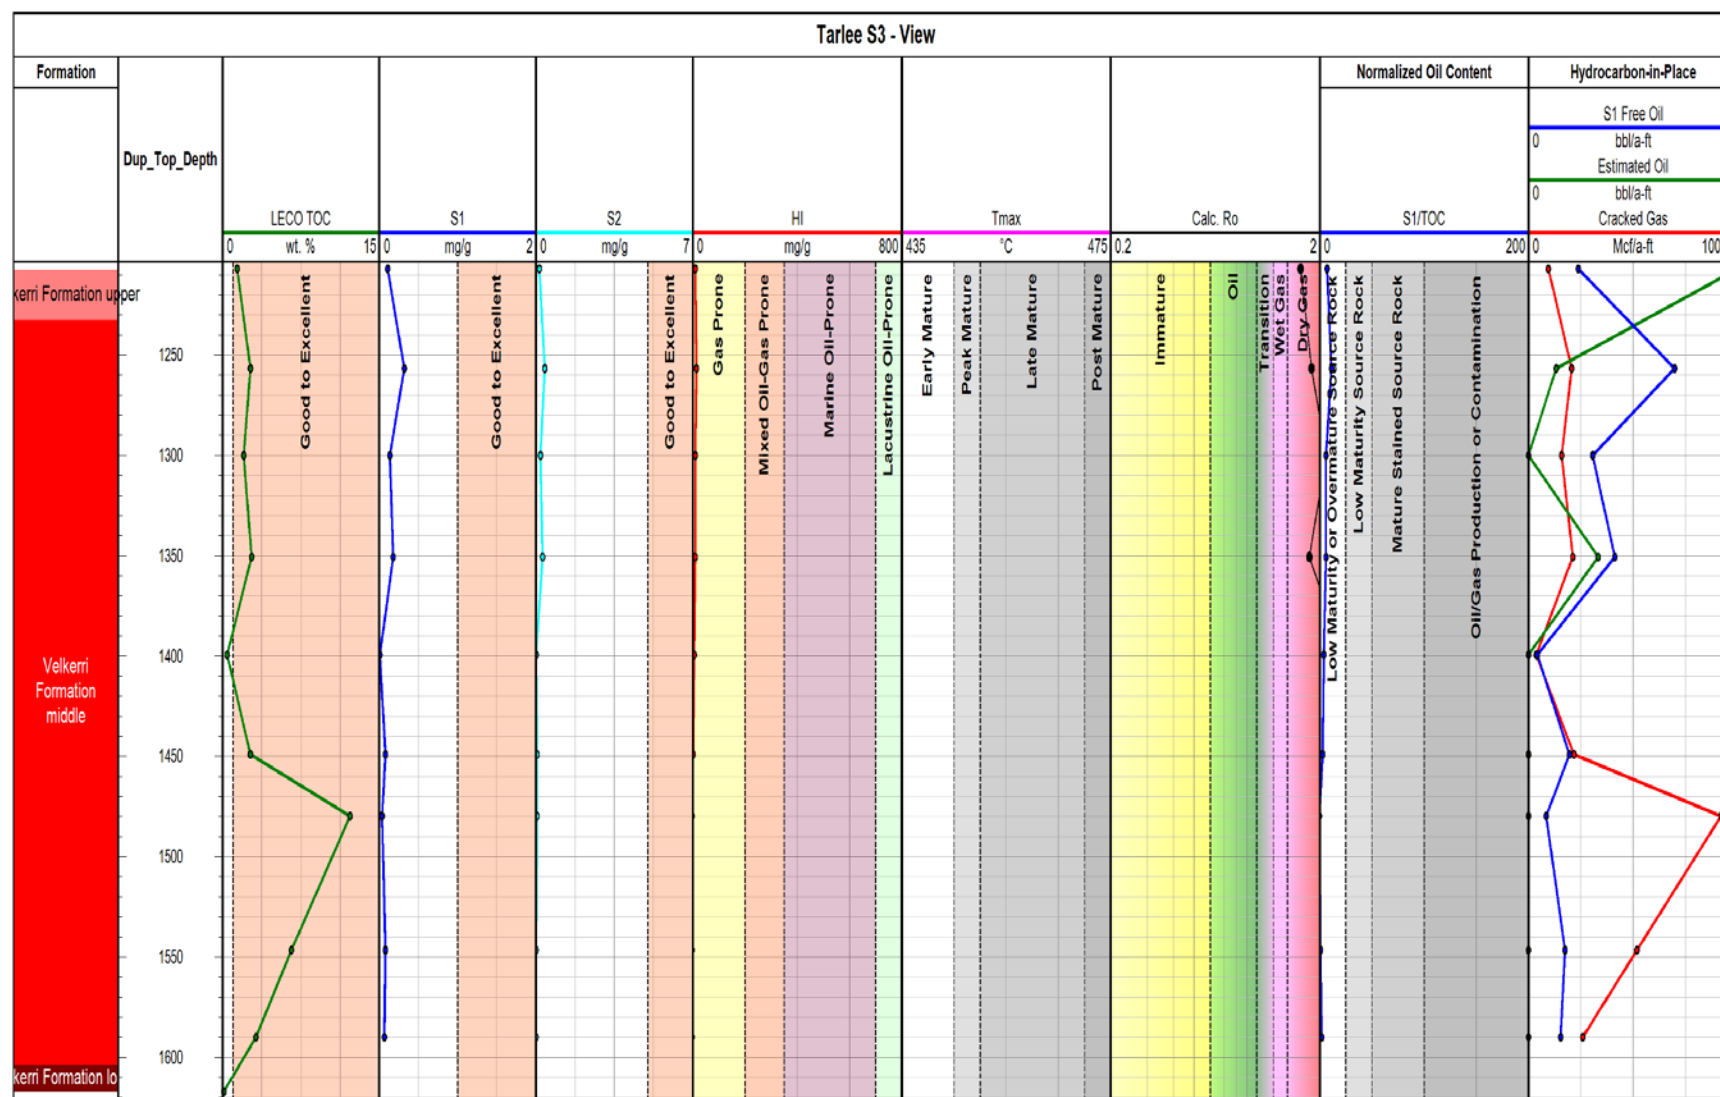 Tarlee S3 - View
Formation
Normalized Oil Content
Hydrocarbon-in-Place
S1 Free Oil
0 bbl/a-ft
Dup_Top_Depth
Estimated Oil
0 bbl/a-ft
LECO TOC
S1
S2
HI
Tmax
Calc. Ro
S1/TOC
Cracked Gas
0 wt. % 15
0 mg/g 2
0 mg/g 7
0 mg/g 800
435 °C 475
0.2 2
0 200
0 Mcf/a-ft 100
kerri Formation upper
Velkerri
Formation
middle
kerri Formation lo
1250
1300
1350
1400
1450
1500
1550
1600
Good to Excellent
Good to Excellent
Good to Excellent
Gas Prone
Mixed Oil-Gas Prone
Marine Oil-Prone
Lacustrine Oil-Prone
Early Mature
Peak Mature
Late Mature
Post Mature
Immature
Oil
Transition
Wet Gas
Dry Gas
Low Maturity or Overmature Source Rock
Low Maturity Source Rock
Mature Stained Source Rock
Oil/Gas Production or Contamination